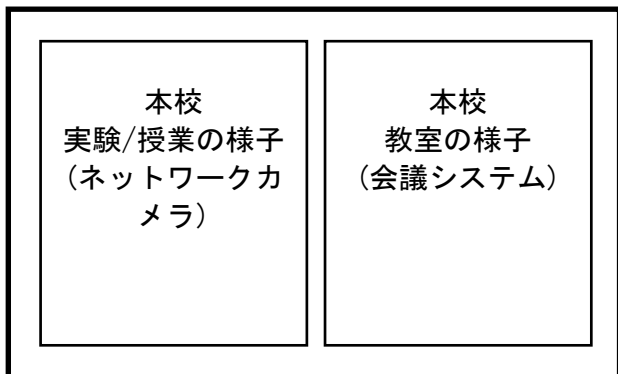 本校
実験/授業の様子
(ネットワークカ
メラ)
本校
教室の様子
(会議システム)